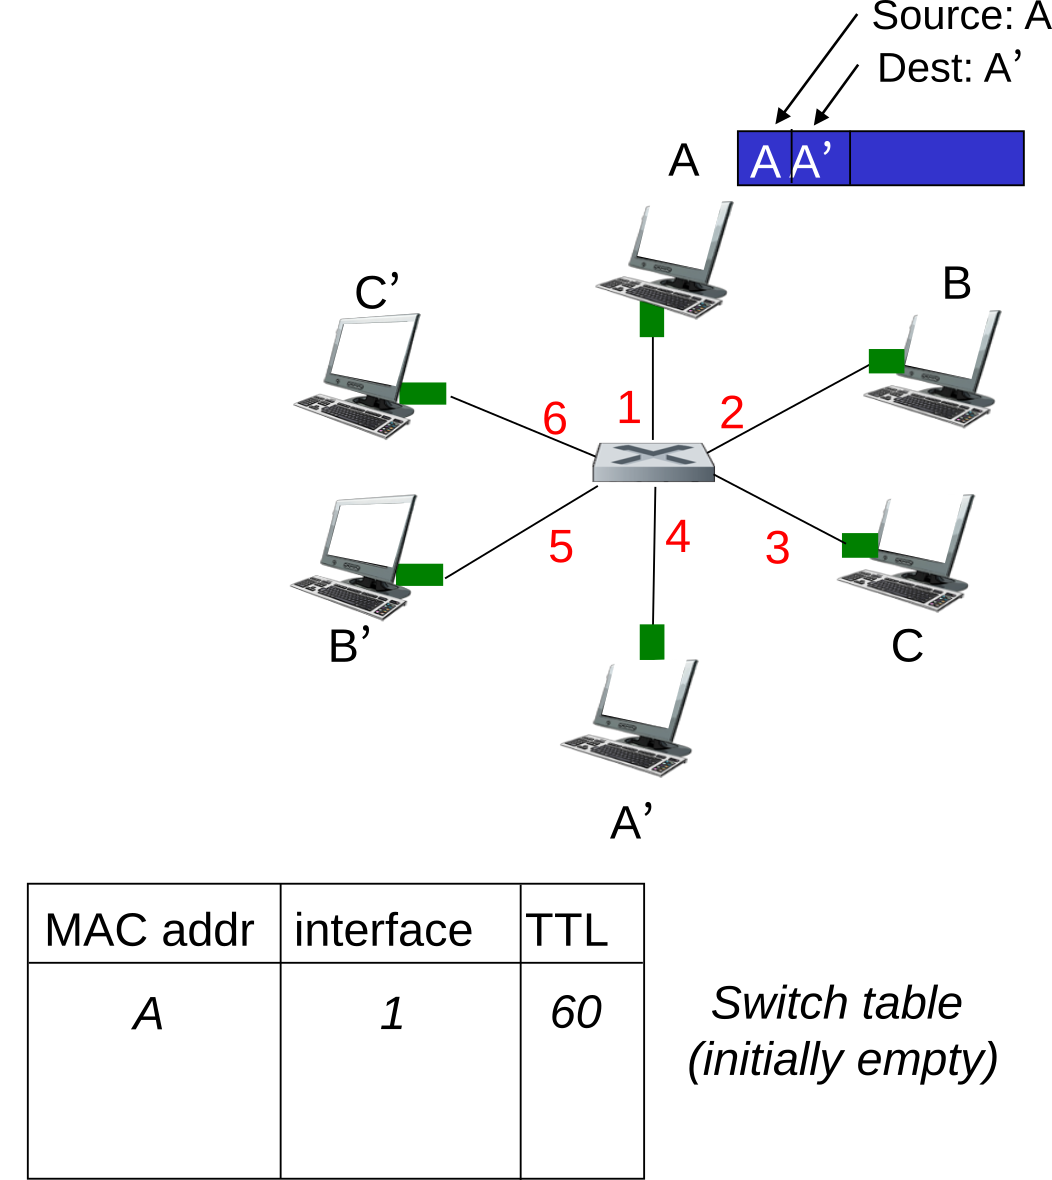 Source: A
Dest: A’
A A’
A
B
C’
1
2
6
5
4
3
B’
C
A’
MAC addr interface TTL
A 1 60
Switch table
(initially empty)